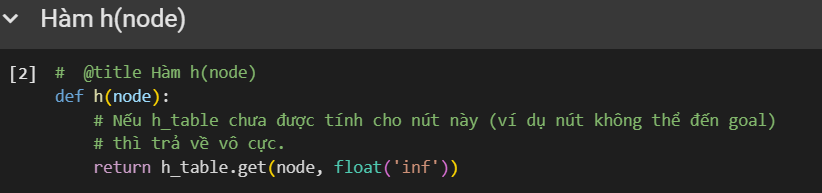 Hàm h(node)
[2] # @title Hàm h(node)
def h(node):
    # Nếu h_table chưa được tính cho nút này (ví dụ nút không thể đến goal)
    # thì trả về vô cực.
    return h_table.get(node, float('inf'))